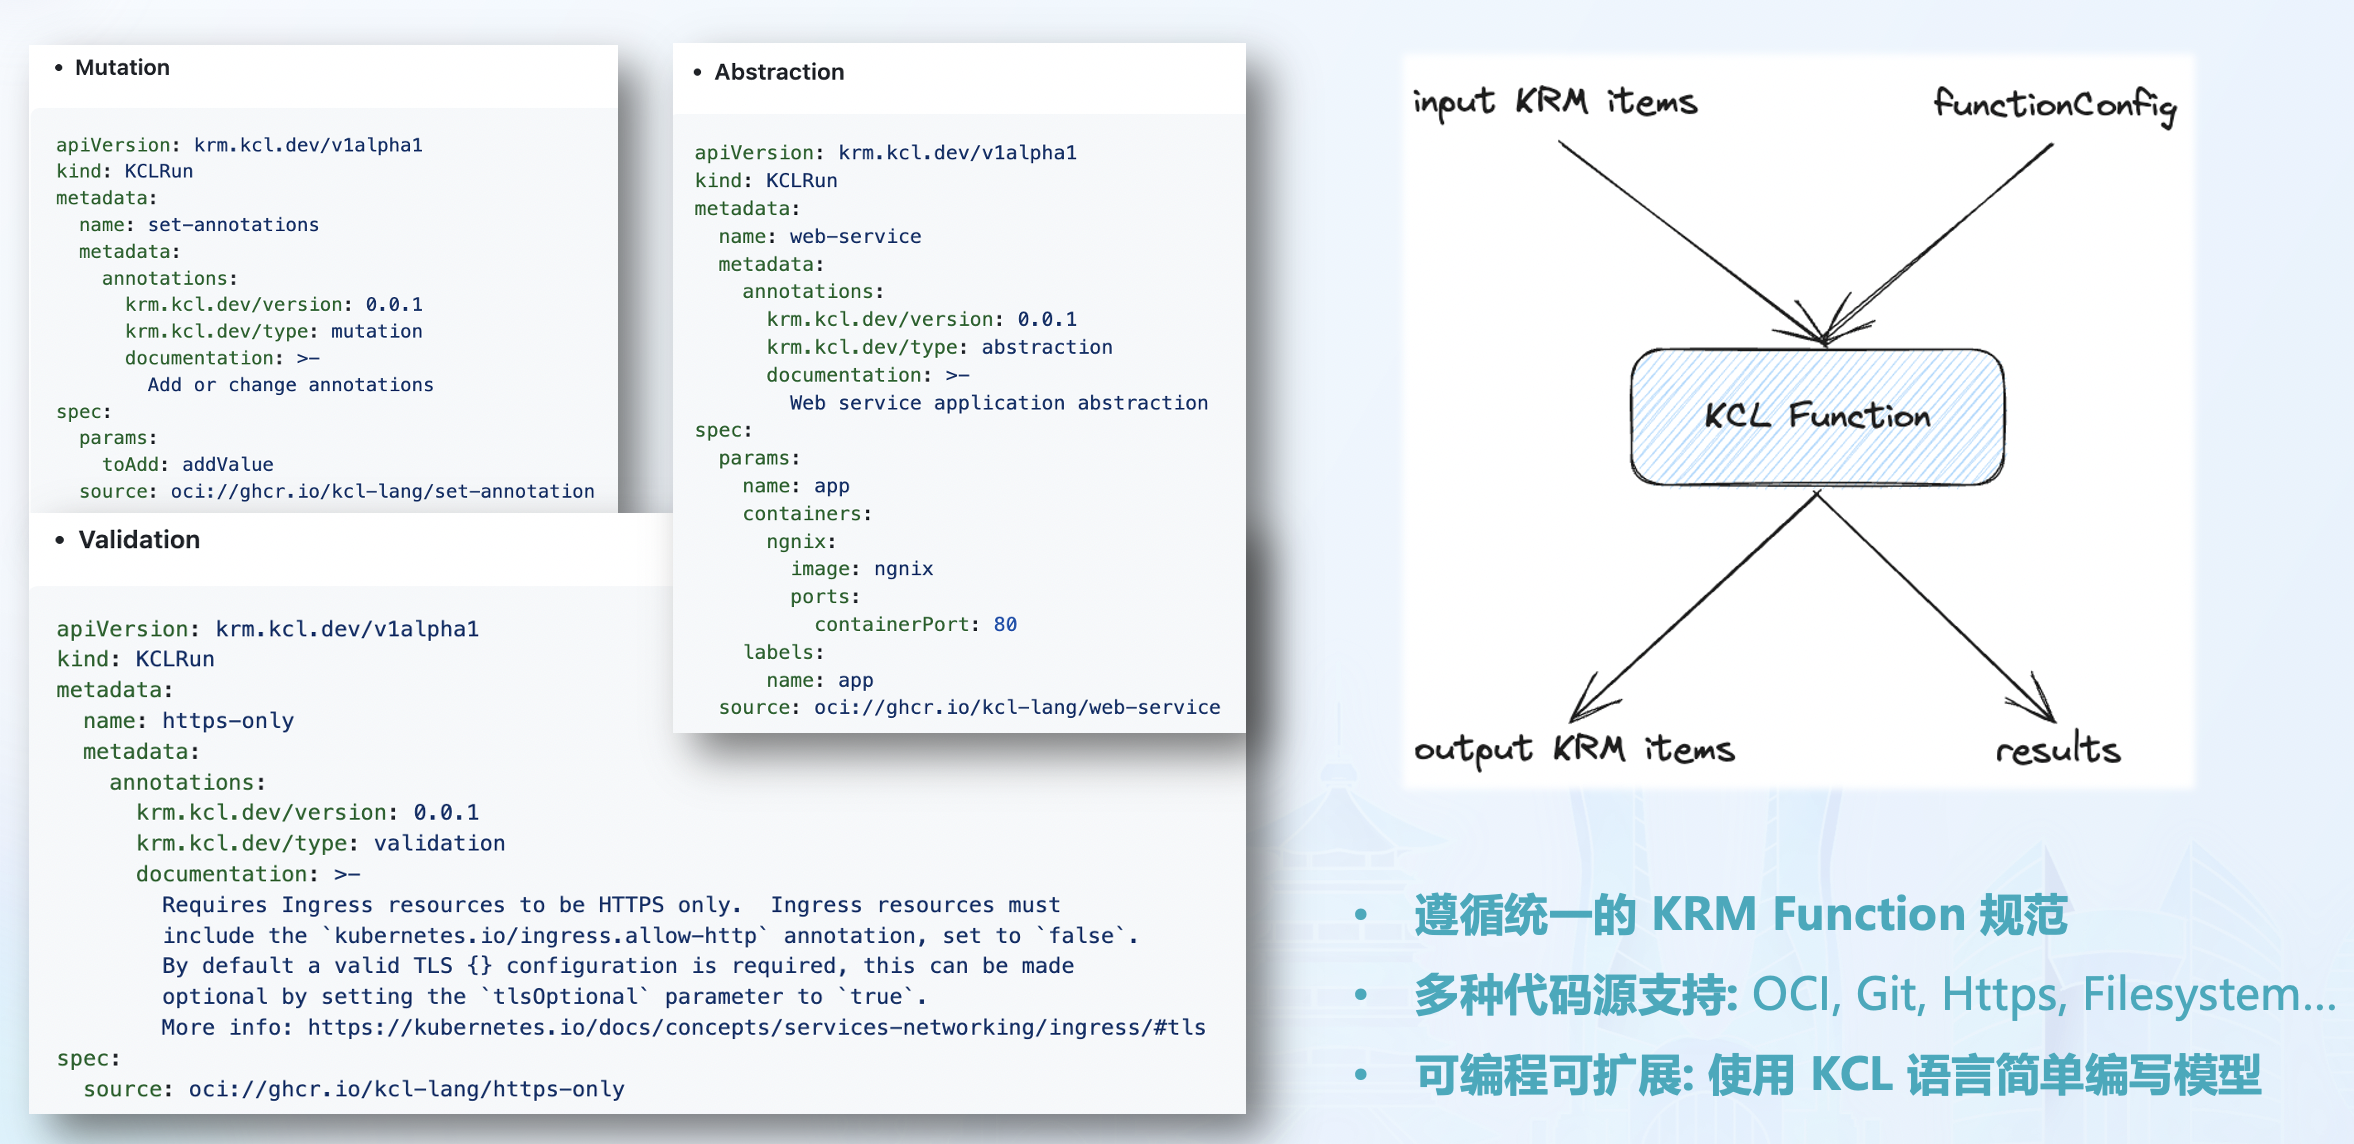 • Mutation
apiVersion: krm.kcl.dev/v1alpha1
kind: KCLRun
metadata:
  name: set-annotations
  metadata:
    annotations:
      krm.kcl.dev/version: 0.0.1
      krm.kcl.dev/type: mutation
      documentation: >-
        Add or change annotations
spec:
  params:
    toAdd: addValue
  source: oci://ghcr.io/kcl-lang/set-annotation
• Validation
apiVersion: krm.kcl.dev/v1alpha1
kind: KCLRun
metadata:
  name: https-only
  metadata:
    annotations:
      krm.kcl.dev/version: 0.0.1
      krm.kcl.dev/type: validation
      documentation: >-
        Requires Ingress resources to be HTTPS only.  Ingress resources must
        include the `kubernetes.io/ingress.allow-http` annotation, set to `false`.
        By default a valid TLS {} configuration is required, this can be made
        optional by setting the `tlsOptional` parameter to `true`.
        More info: https://kubernetes.io/docs/concepts/services-networking/ingress/#tls
spec:
  source: oci://ghcr.io/kcl-lang/https-only
• Abstraction
apiVersion: krm.kcl.dev/v1alpha1
kind: KCLRun
metadata:
  name: web-service
  metadata:
    annotations:
      krm.kcl.dev/version: 0.0.1
      krm.kcl.dev/type: abstraction
      documentation: >-
        Web service application abstraction
spec:
  params:
    name: app
    containers:
      ngnix:
        image: ngnix
        ports:
          containerPort: 80
    labels:
      name: app
  source: oci://ghcr.io/kcl-lang/web-service
input KRM items
functionConfig
KCL Function
output KRM items
results
• 遵循统一的 KRM Function 规范
• 多种代码源支持: OCI, Git, Https, Filesystem...
• 可编程可扩展: 使用 KCL 语言简单编写模型